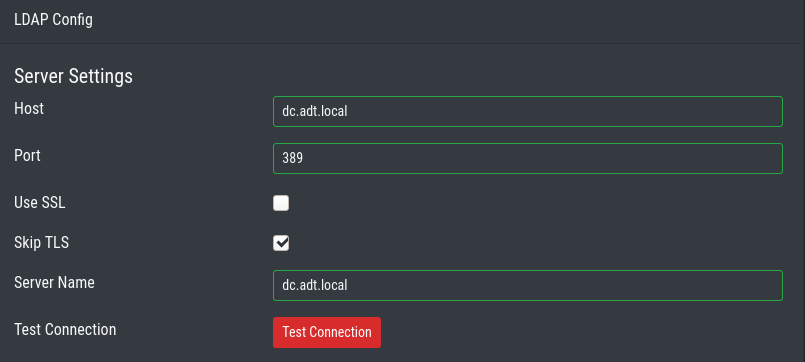 LDAP Config
Server Settings
Host dc.adt.local
Port 389
Use SSL
Skip TLS
Server Name dc.adt.local
Test Connection Test Connection